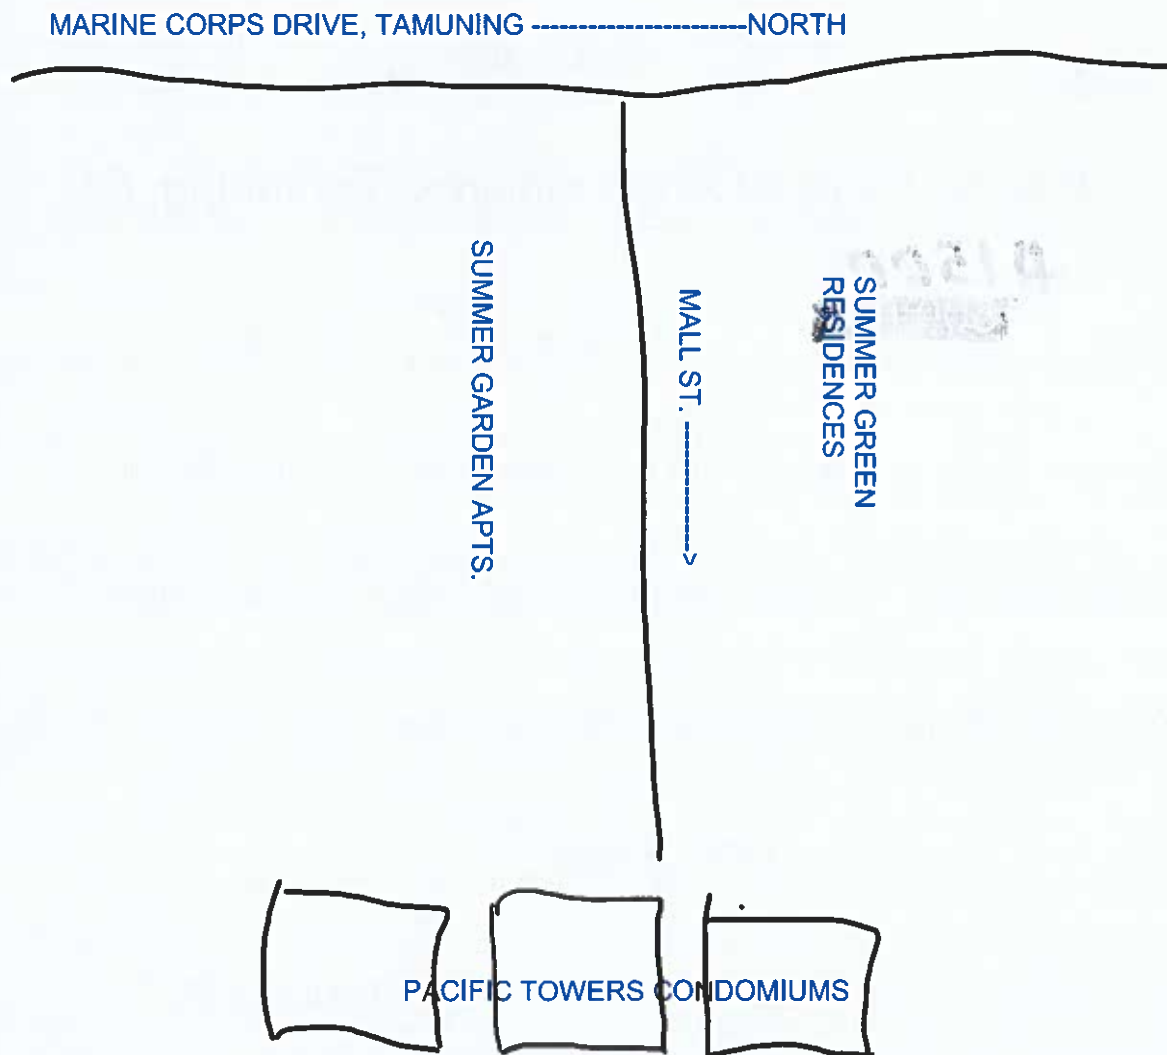 MARINE CORPS DRIVE, TAMUNING ----------------------NORTH
SUMMER GARDEN APTS.
MALL ST. -------------->
SUMMER GREEN
RESIDENCES
PACIFIC TOWERS CONDOMIUMS